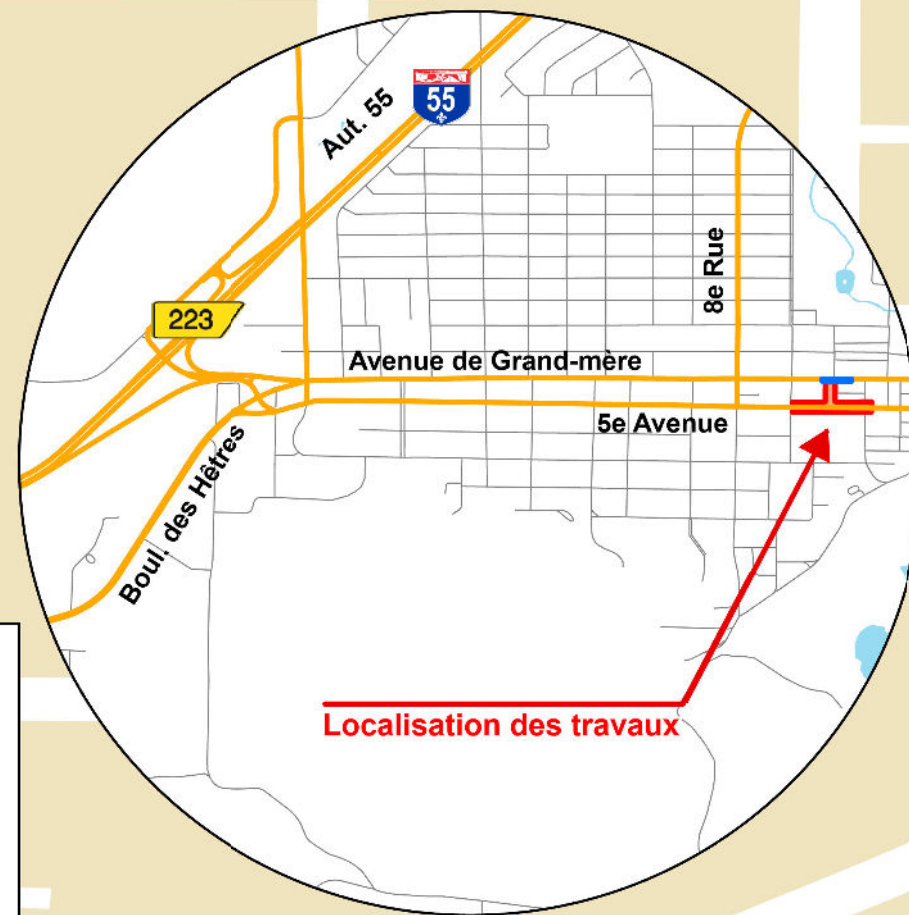 55
Aut. 55
8e Rue
223
Avenue de Grand-mère
5e Avenue
Boul. des Hêtres
Localisation des travaux